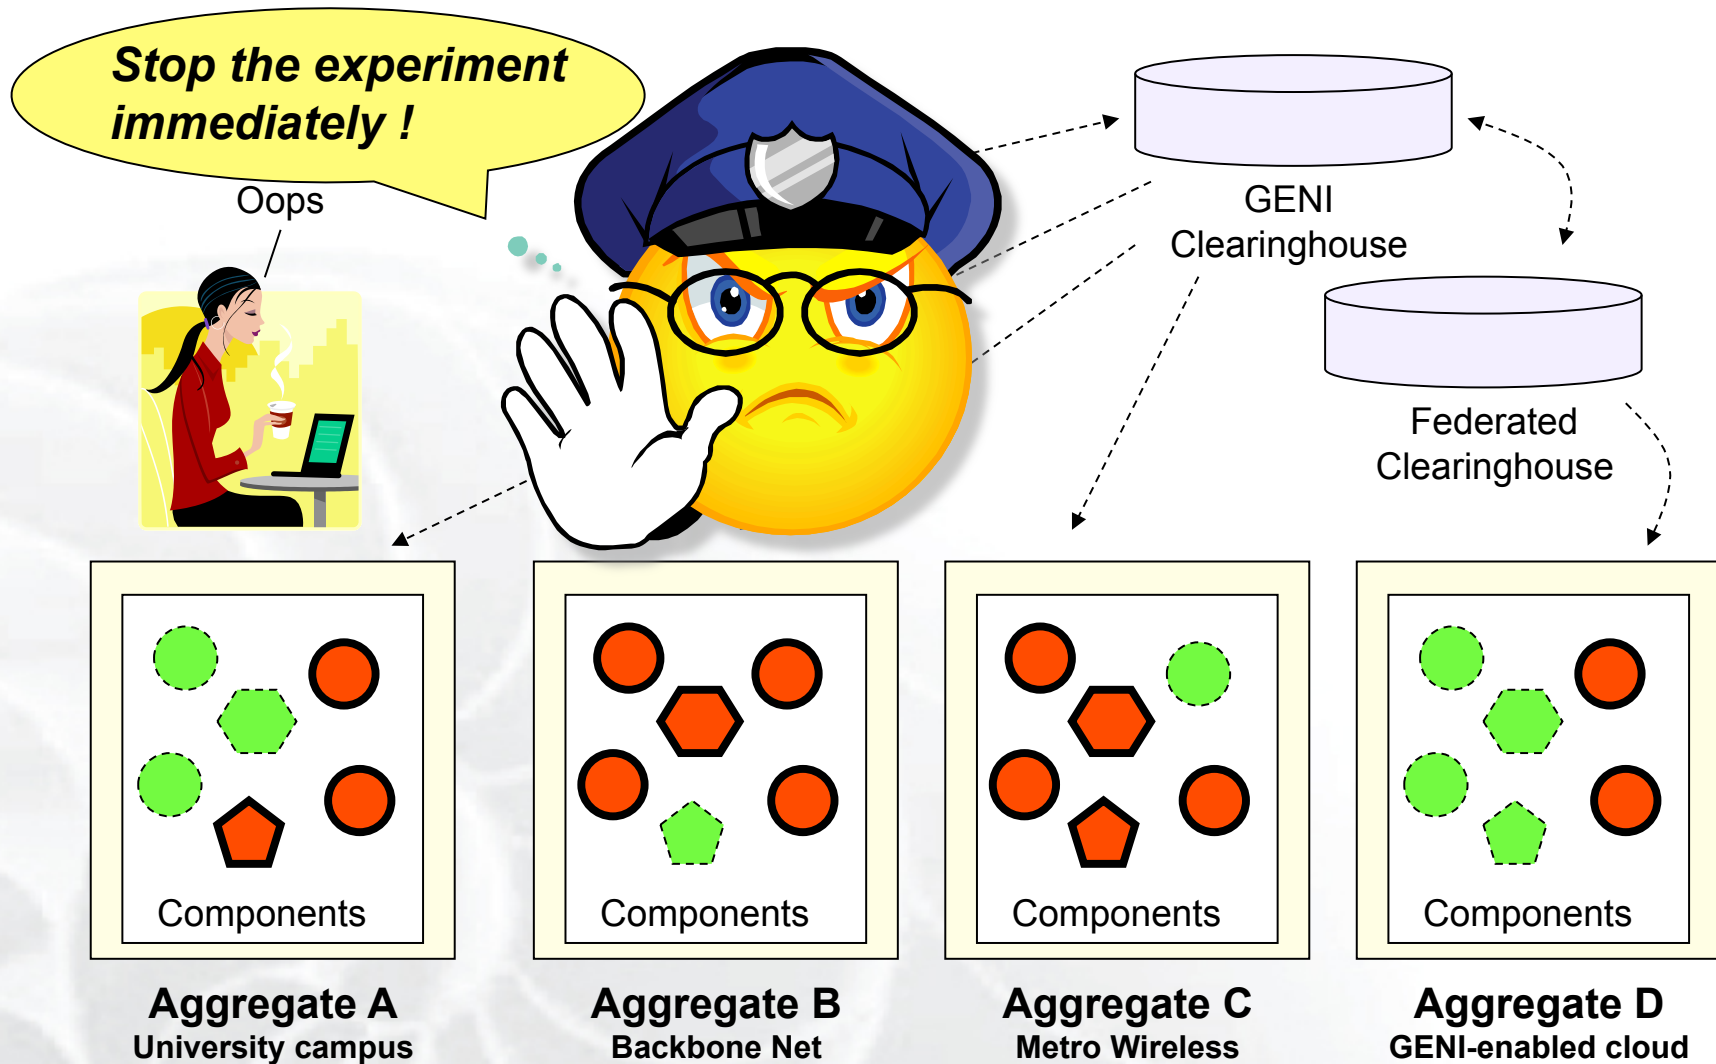 Stop the experiment
immediately !
Oops
GENI
Clearinghouse
Federated
Clearinghouse
Components
Components
Components
Components
Aggregate A
University campus
Aggregate B
Backbone Net
Aggregate C
Metro Wireless
Aggregate D
GENI-enabled cloud